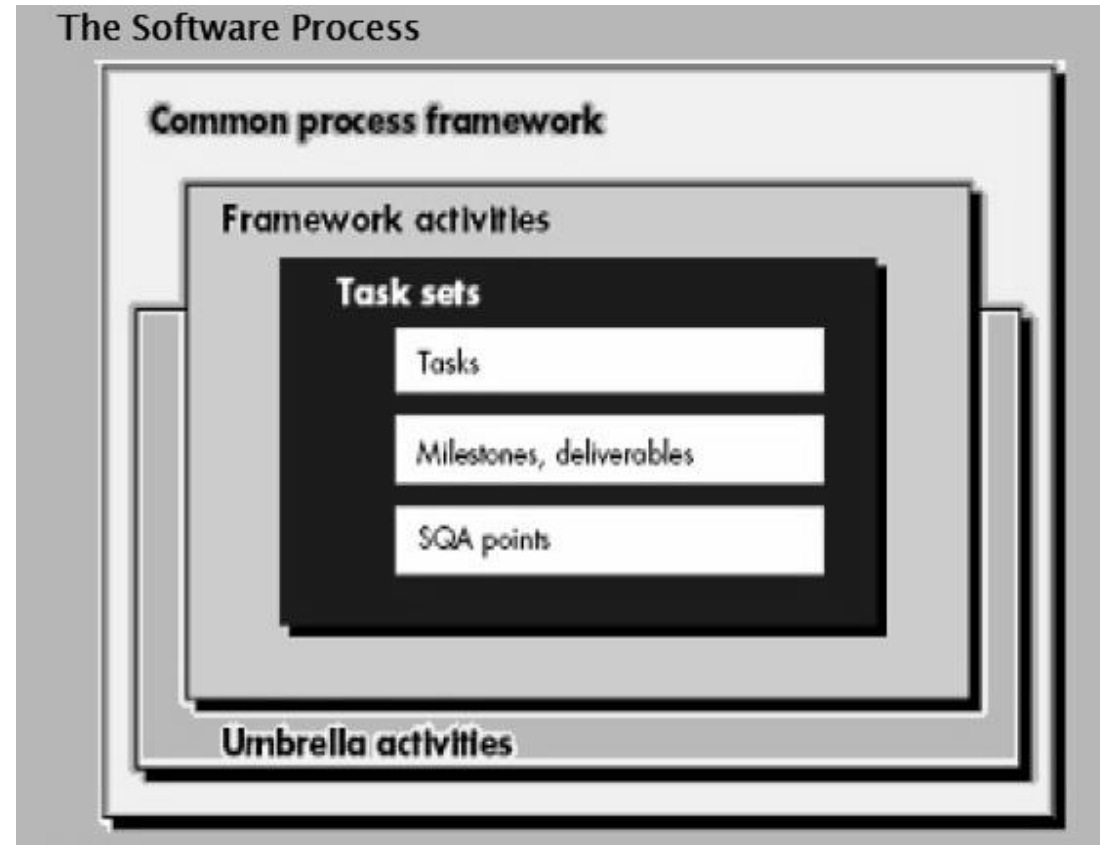 The Software Process
Common process framework
Framework activities
Task sets
Tasks
Milestones, deliverables
SQA points
Umbrella activities